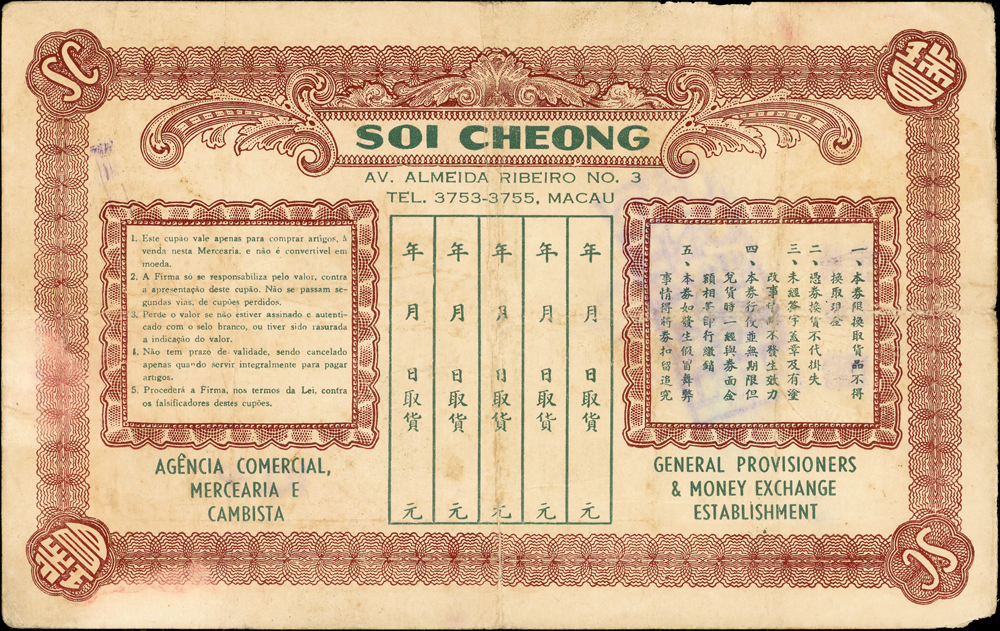 SC
SOI CHEONG
AV. ALMEIDA RIBEIRO NO. 3
TEL. 3753-3755, MACAU
1. Este cupão vale apenas para comprar artigos, à
venda nesta Mercearia, e não é convertivel em
moeda.
2. A Firma só se responsabiliza pelo valor, contra
a apresentação deste cupão. Não se passam se-
gundas vias, de cupões perdidos.
3. Perde o valor se não estiver assinado e autenti-
cado com o selo branco, ou tiver sido rasurada
a indicação do valor.
4. Não tem prazo de validade, sendo cancelado
apenas quando servir integralmente para pagar
artigos.
5. Procederá a Firma, nos termos da Lei, contra
os falsificadores destes cupões.
年月日取貨元
年月日取貨元
年月日取貨元
年月日取貨元
年月日取貨元
一、本券限換取貨品不得
換取現金
二、憑券換貨不代掛失
三、未經簽字蓋章及有塗
改事情不發生效力
四、本券行使並無期限但
兌貨時一經與券面金
額相等即行繳銷
五、本券如發生假冒舞弊
事情得將券扣留追究
AGÊNCIA COMERCIAL,
MERCEARIA E
CAMBISTA
GENERAL PROVISIONERS
& MONEY EXCHANGE
ESTABLISHMENT
SC